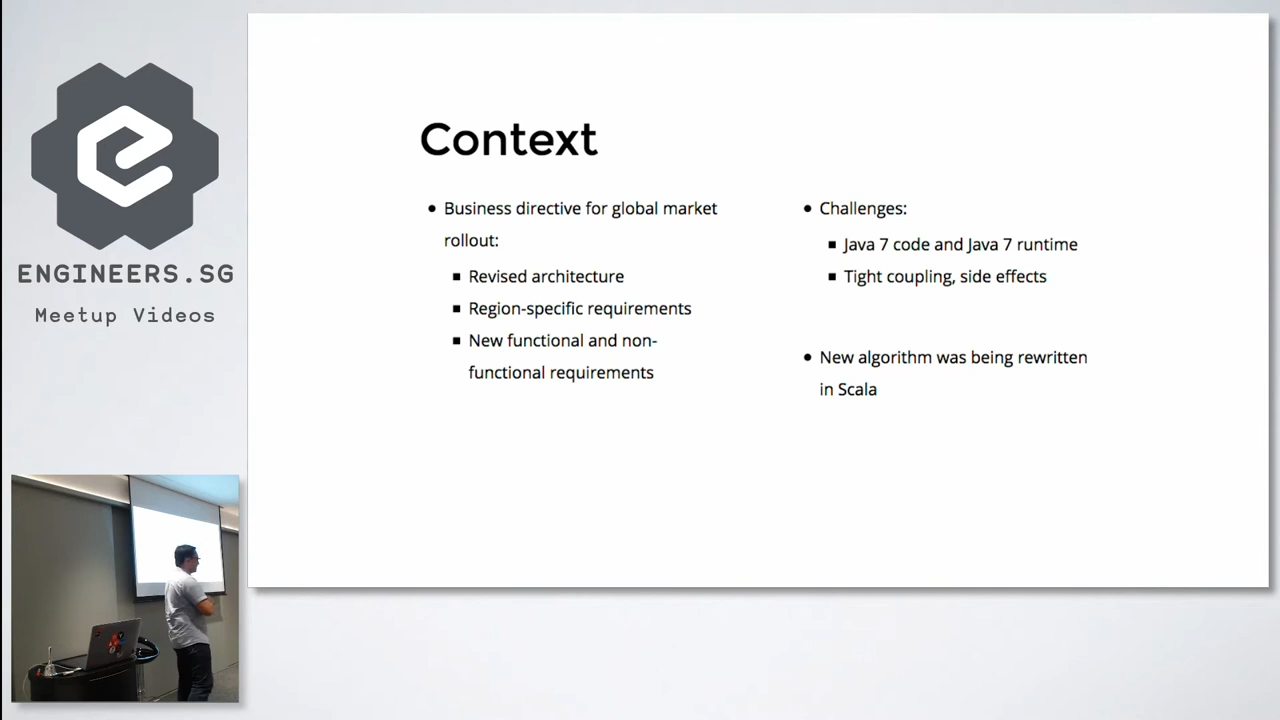 ENGINEERS.SG
Meetup Videos
Context
• Business directive for global market
rollout:
▪ Revised architecture
▪ Region-specific requirements
▪ New functional and non-
functional requirements
• Challenges:
▪ Java 7 code and Java 7 runtime
▪ Tight coupling, side effects
• New algorithm was being rewritten
in Scala